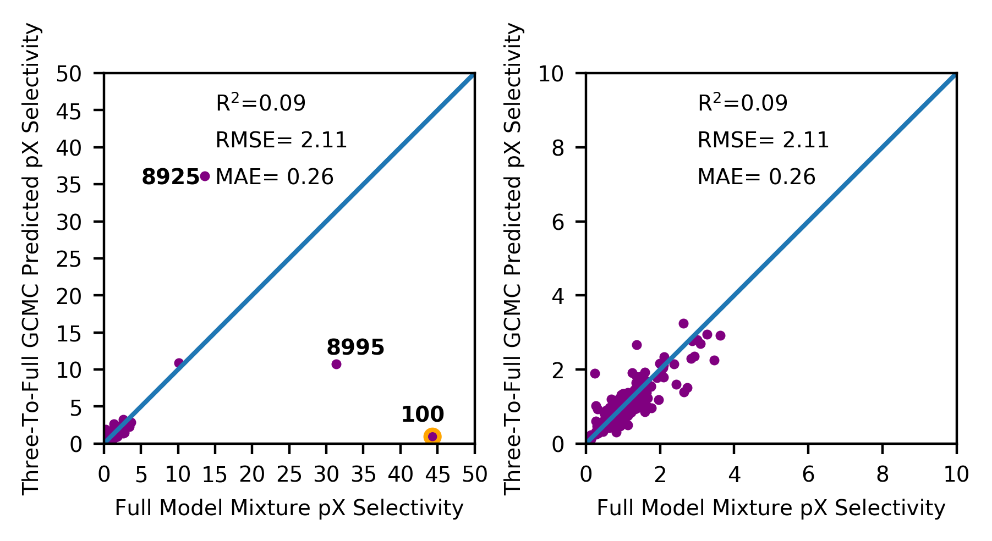 Three-To-Full GCMC Predicted pX Selectivity
50
45
40
35
30
25
20
15
10
5
0
R²=0.09
RMSE= 2.11
MAE= 0.26
8925
8995
100
0 5 10 15 20 25 30 35 40 45 50
Full Model Mixture pX Selectivity
Three-To-Full GCMC Predicted pX Selectivity
10
8
6
4
2
0
R²=0.09
RMSE= 2.11
MAE= 0.26
0 2 4 6 8 10
Full Model Mixture pX Selectivity